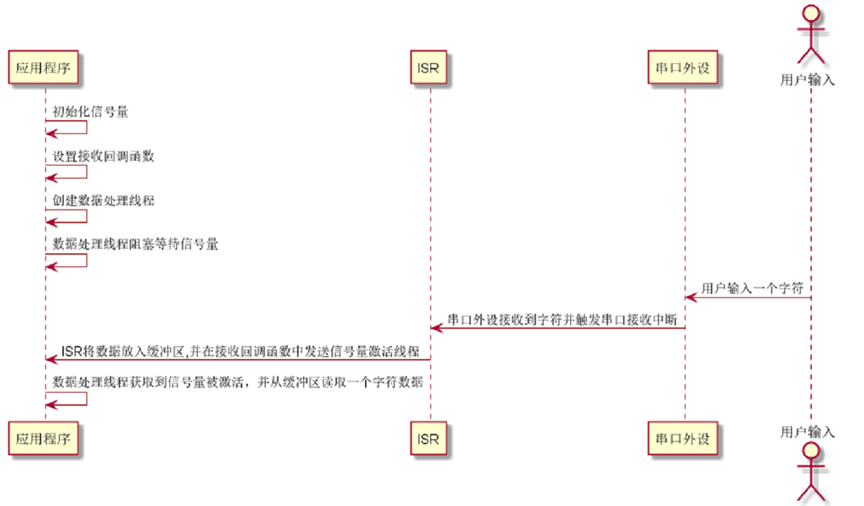 用户输入
应用程序
ISR
串口外设
初始化信号量
设置接收回调函数
创建数据处理线程
数据处理线程阻塞等待信号量
用户输入一个字符
串口外设接收到字符并触发串口接收中断
ISR将数据放入缓冲区,并在接收回调函数中发送信号量激活线程
数据处理线程获取到信号量被激活，并从缓冲区读取一个字符数据
应用程序
ISR
串口外设
用户输入